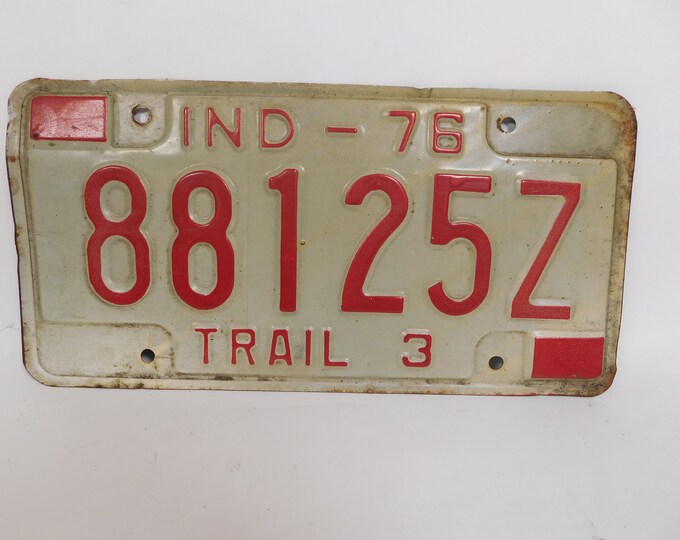 IND - 76
88125Z
TRAIL 3